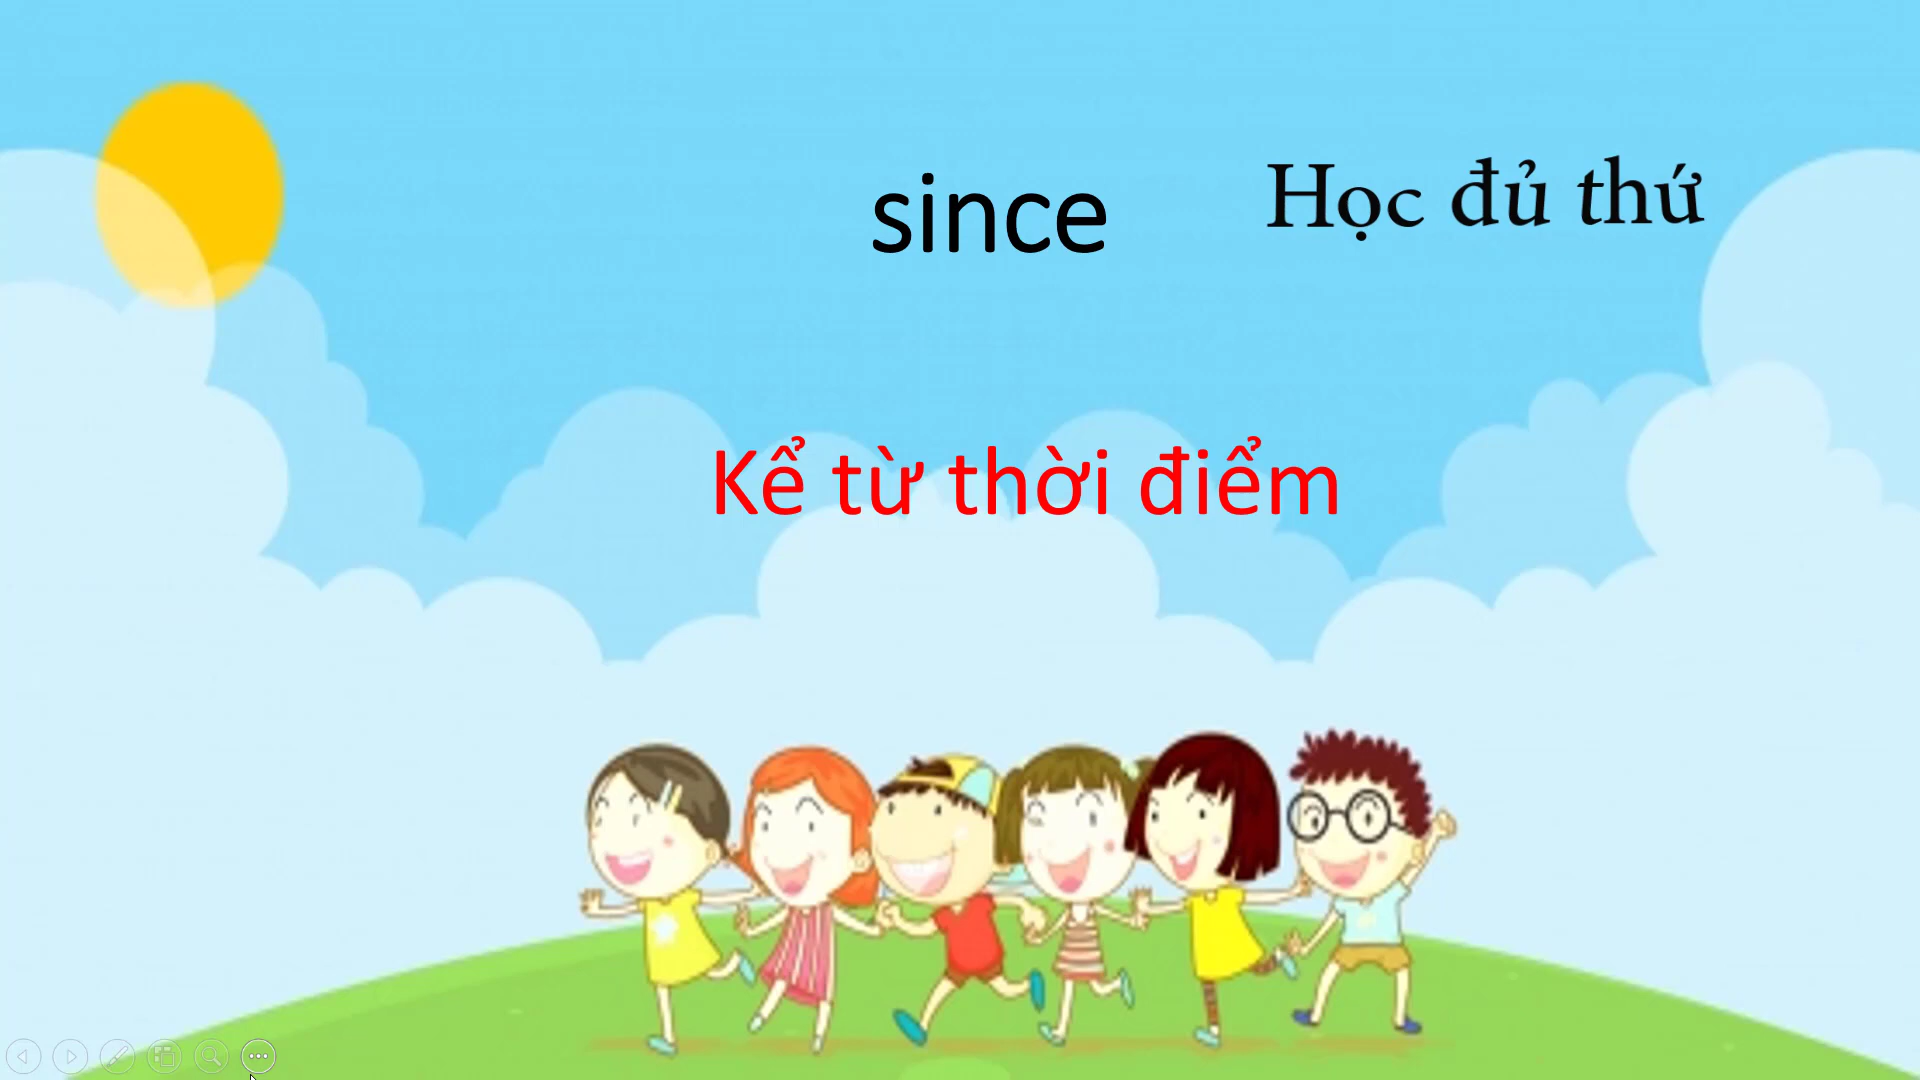 since
Học đủ thứ
Kể từ thời điểm